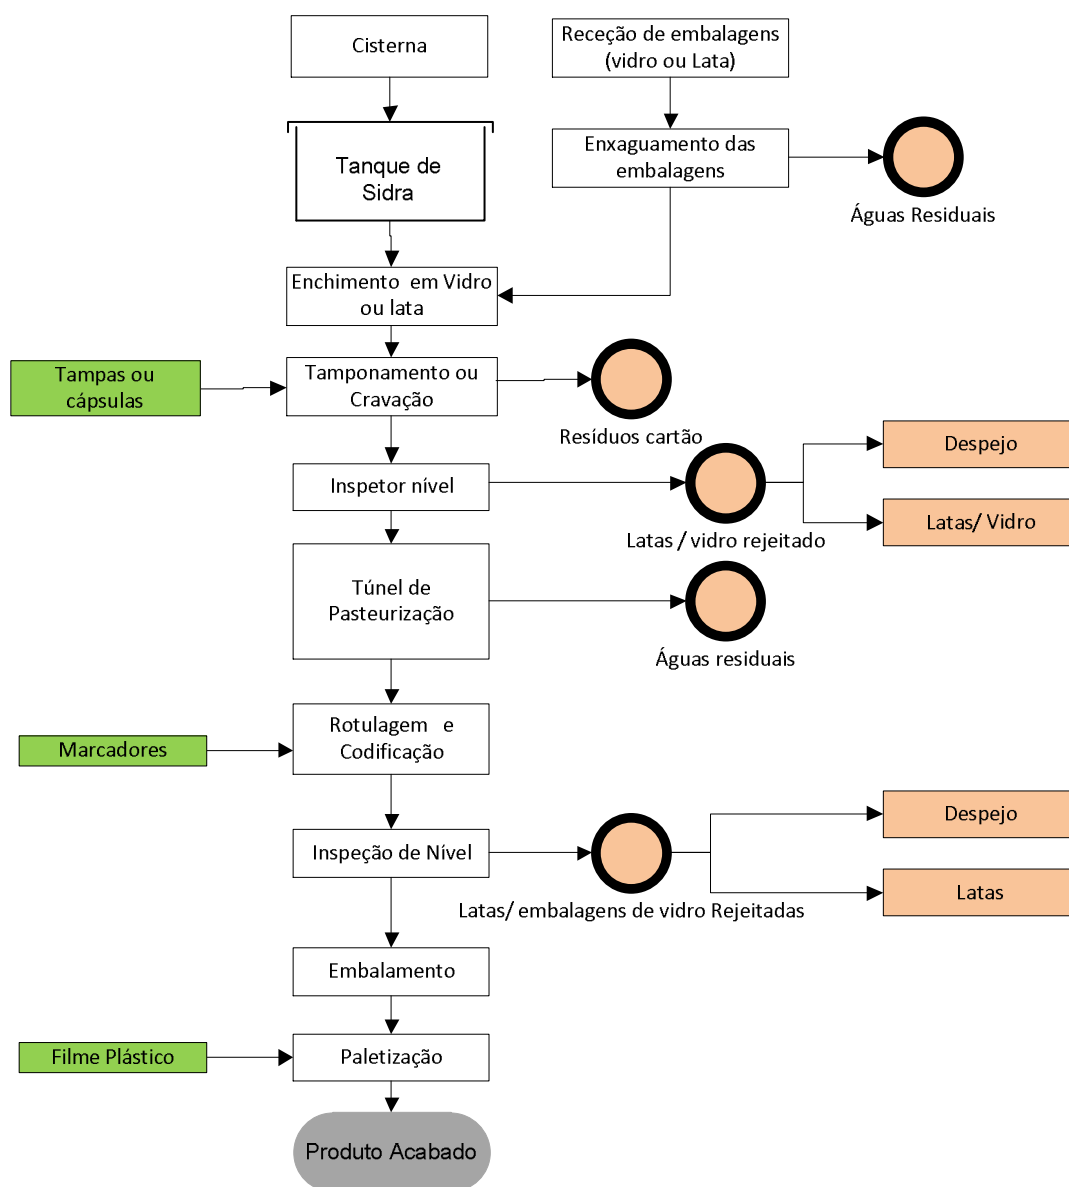 Cisterna
Receção de embalagens
(vidro ou Lata)
Tanque de
Sidra
Enxaguamento das
embalagens
Águas Residuais
Enchimento em Vidro
ou lata
Tampas ou
cápsulas
Tamponamento ou
Cravação
Resíduos cartão
Inspetor nível
Latas / vidro rejeitado
Despejo
Latas/ Vidro
Túnel de
Pasteurização
Águas residuais
Rotulagem e
Codificação
Marcadores
Inspeção de Nível
Latas/ embalagens de vidro Rejeitadas
Despejo
Latas
Embalamento
Filme Plástico
Paletização
Produto Acabado